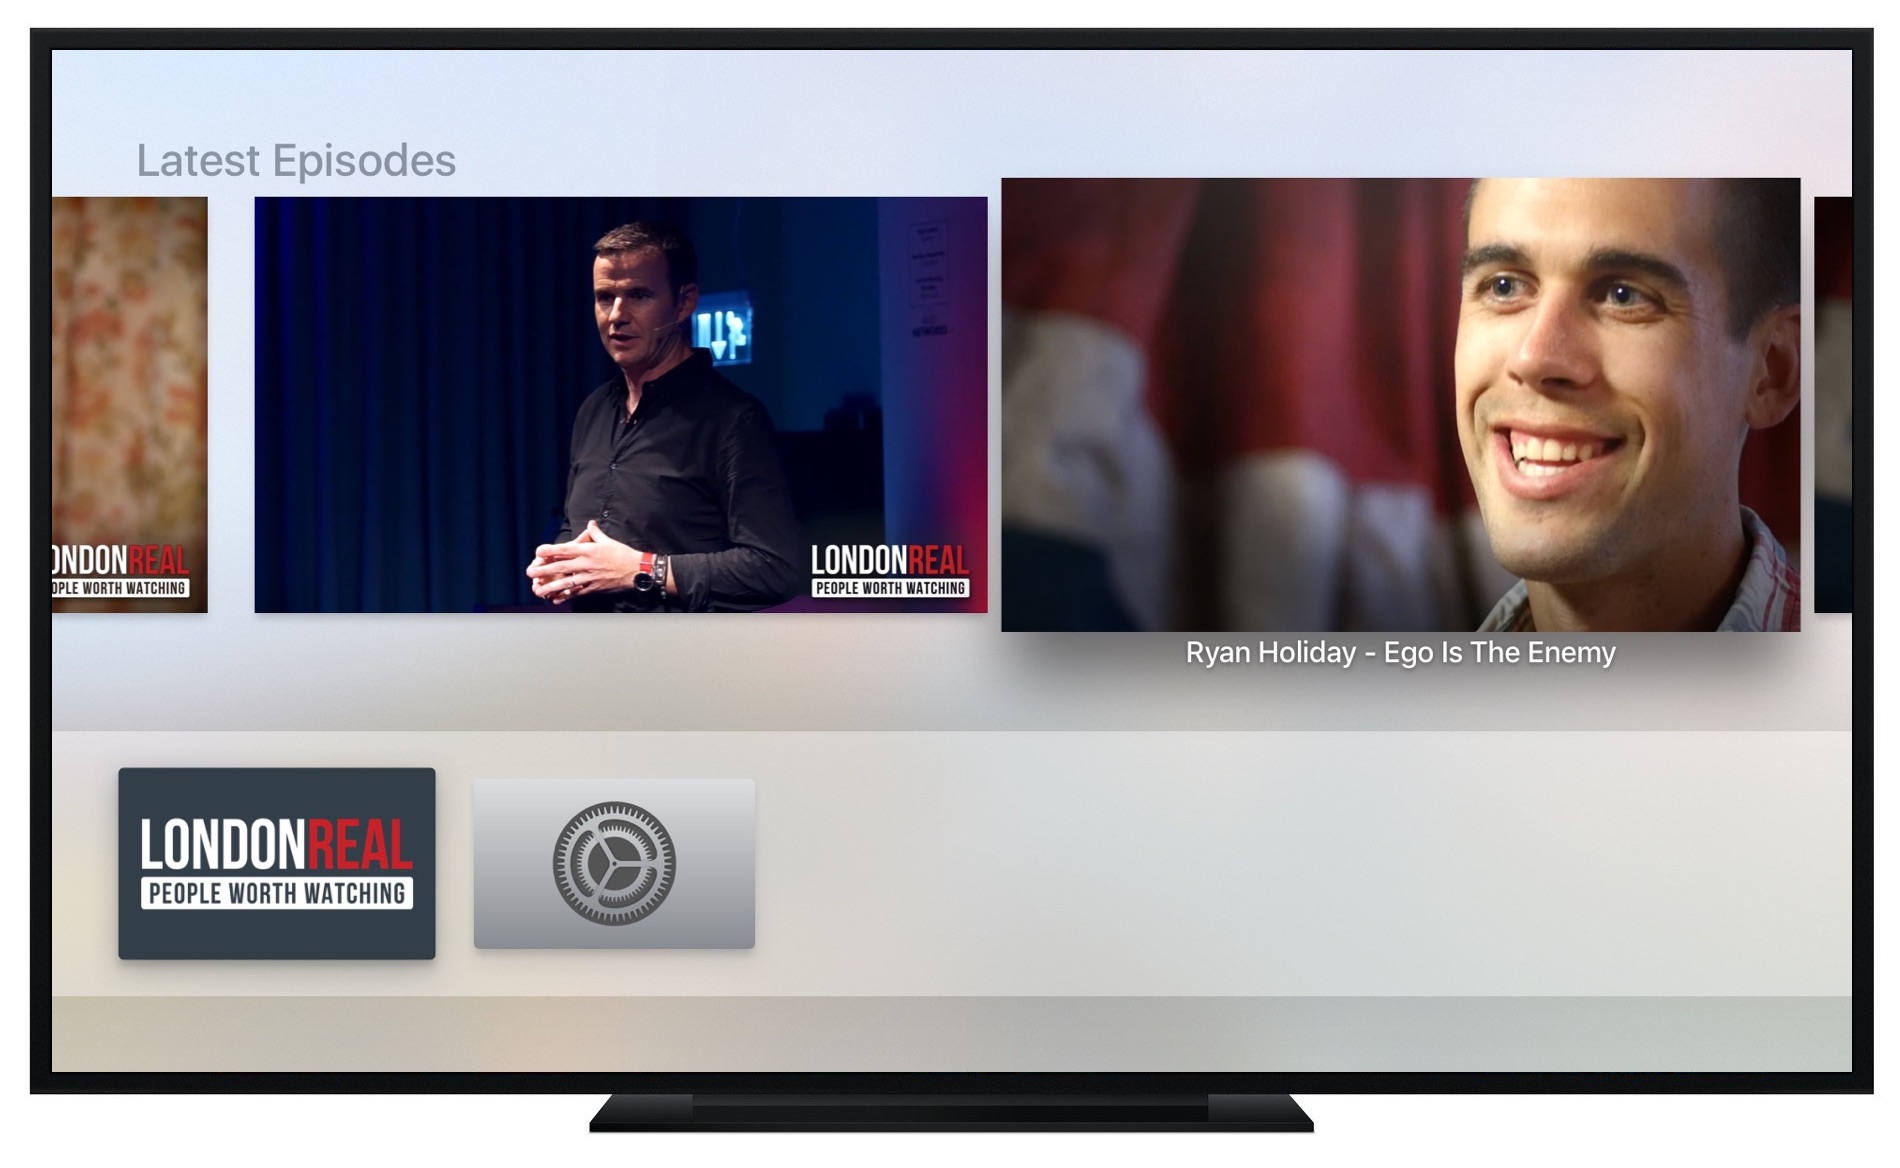 Latest Episodes
ONDONREAL
OPLE WORTH WATCHING
LONDONREAL
PEOPLE WORTH WATCHING
Ryan Holiday - Ego Is The Enemy
LONDONREAL
PEOPLE WORTH WATCHING